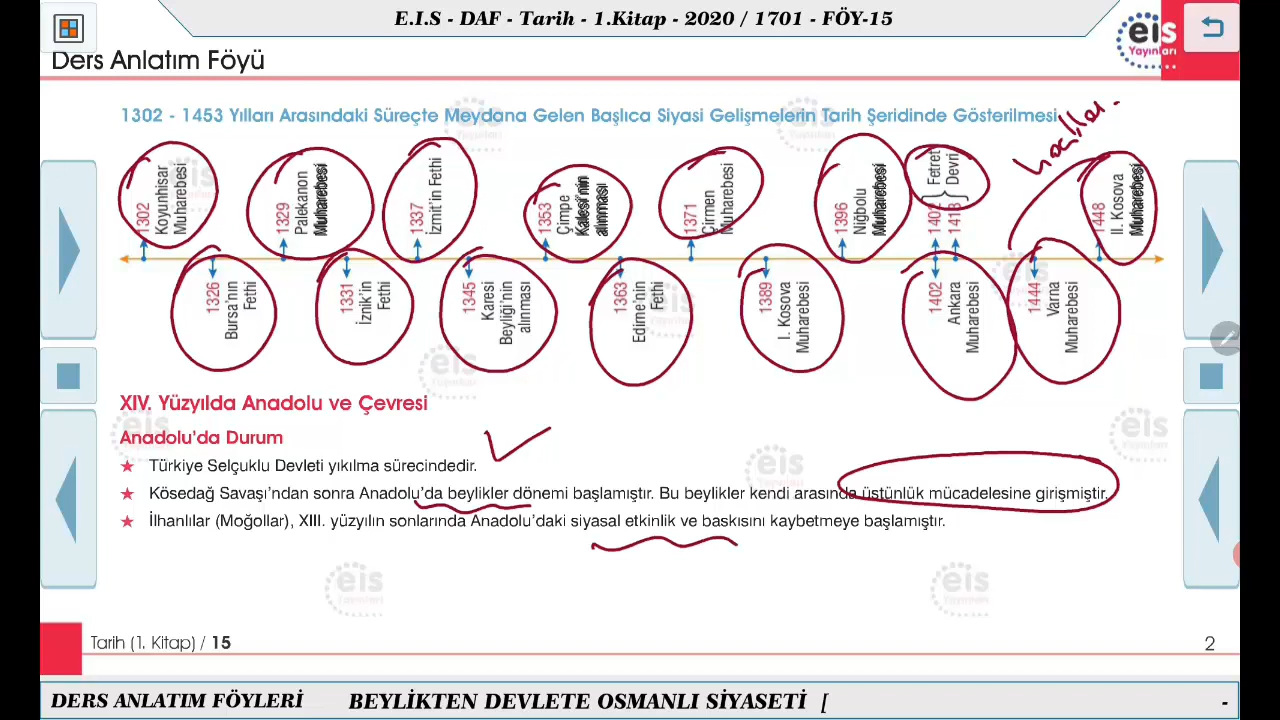 E.I.S - DAF - Tarih - 1.Kitap - 2020 / 1701 - FÖY-15
eis
Yayınları
Ders Anlatım Föyü
1302 - 1453 Yılları Arasındaki Süreçte Meydana Gelen Başlıca Siyasi Gelişmelerin Tarih Şeridinde Gösterilmesi
1302
Koyunhisar
Muharebesi
1329
Palekanon
Muharebesi
1337
İzmit'in Fethi
1353
Çimpe
Kalesi'nin
alınması
1371
Çirmen
Muharebesi
1396
Niğbolu
Muharebesi
1402
1413
Fetret
Devri
1448
II. Kosova
Muharebesi
1326
Bursa'nın
Fethi
1331
İznik'in
Fethi
1345
Karesi
Beyliği'nin
alınması
1363
Edirne'nin
Fethi
1389
I. Kosova
Muharebesi
1402
Ankara
Muharebesi
1444
Varna
Muharebesi
XIV. Yüzyılda Anadolu ve Çevresi
Anadolu'da Durum
★ Türkiye Selçuklu Devleti yıkılma sürecindedir.
★ Kösedağ Savaşı'ndan sonra Anadolu'da beylikler dönemi başlamıştır. Bu beylikler kendi arasında üstünlük mücadelesine girişmiştir.
★ İlhanlılar (Moğollar), XIII. yüzyılın sonlarında Anadolu'daki siyasal etkinlik ve baskısını kaybetmeye başlamıştır.
Tarih (1. Kitap) / 15
2
DERS ANLATIM FÖYLERİ BEYLİKTEN DEVLETE OSMANLI SİYASETİ [ -